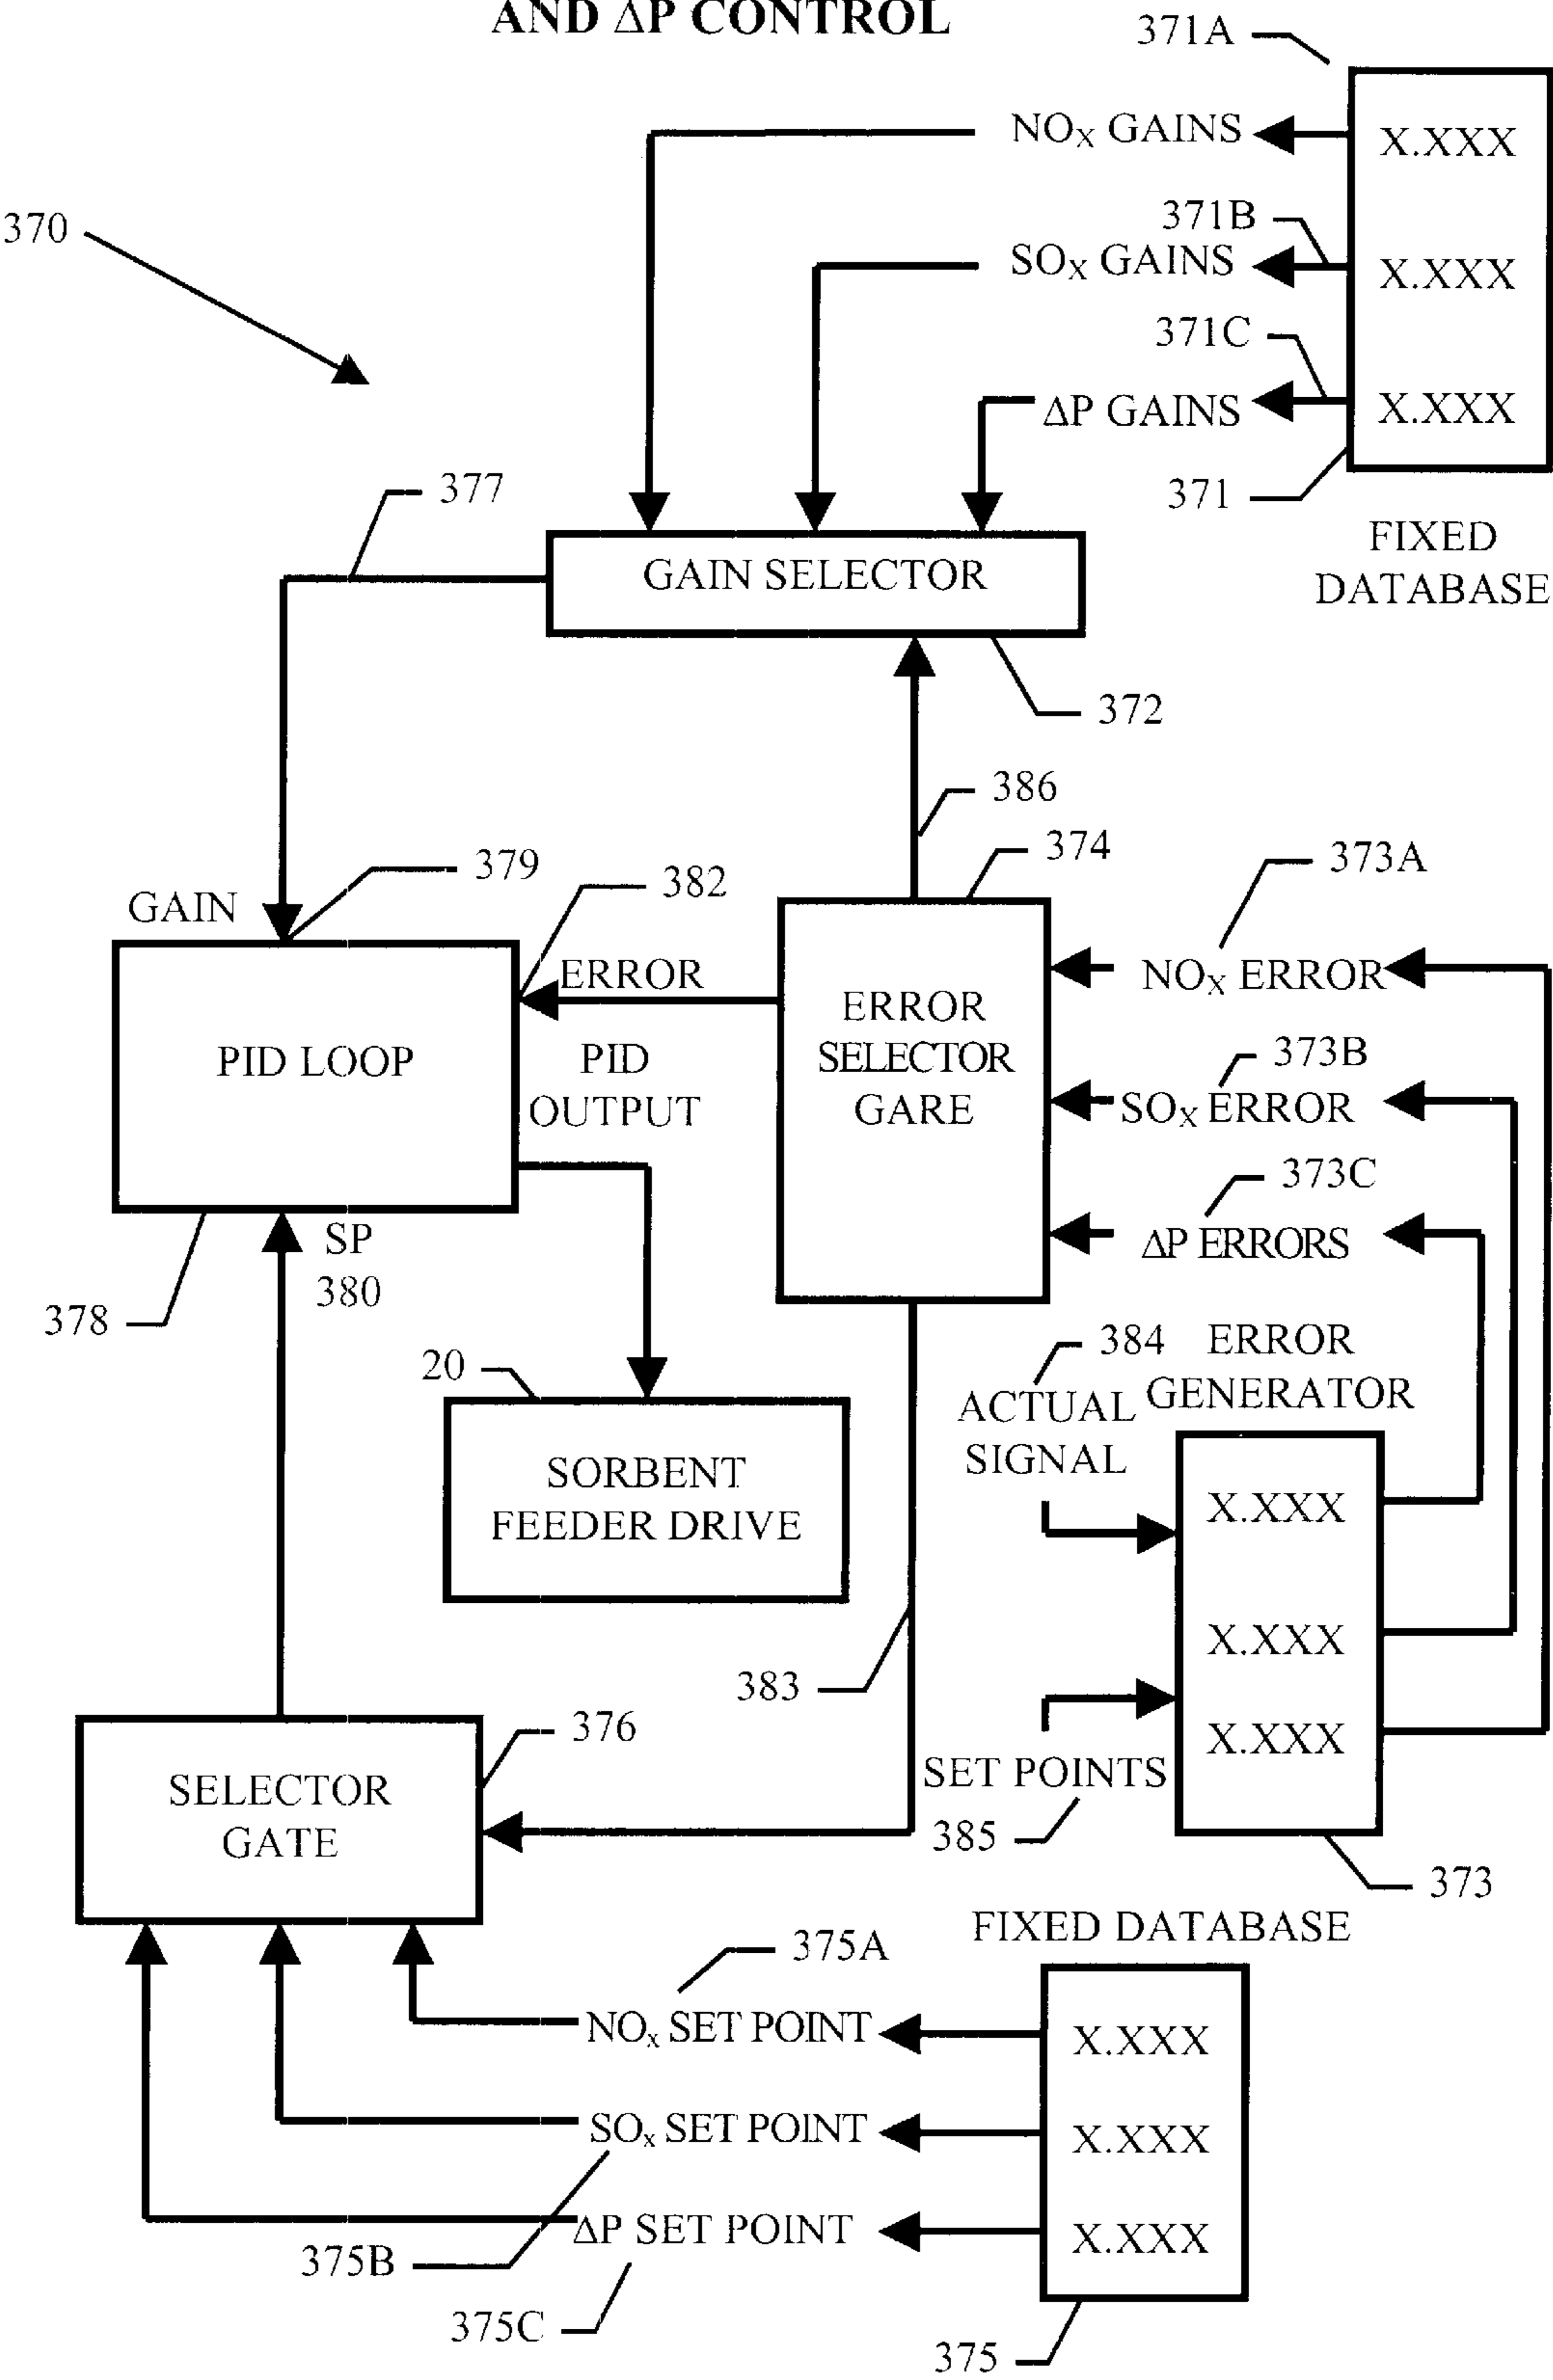 AND ΔP CONTROL
371A
NOX GAINS
X.XXX
370
371B
SOX GAINS
X.XXX
371C
ΔP GAINS
X.XXX
377
371
FIXED
DATABASE
GAIN SELECTOR
372
386
374
379
382
373A
GAIN
ERROR
NOX ERROR
PID LOOP
ERROR
SELECTOR
GARE
PID
OUTPUT
373B
SOX ERROR
373C
ΔP ERRORS
SP
380
378
384
ERROR
GENERATOR
20
ACTUAL
SIGNAL
SORBENT
FEEDER DRIVE
X.XXX
X.XXX
X.XXX
383
376
SELECTOR
GATE
SET POINTS
385
373
FIXED DATABASE
375A
NOx SET POINT
X.XXX
SOx SET POINT
X.XXX
375B
ΔP SET POINT
X.XXX
375C
375